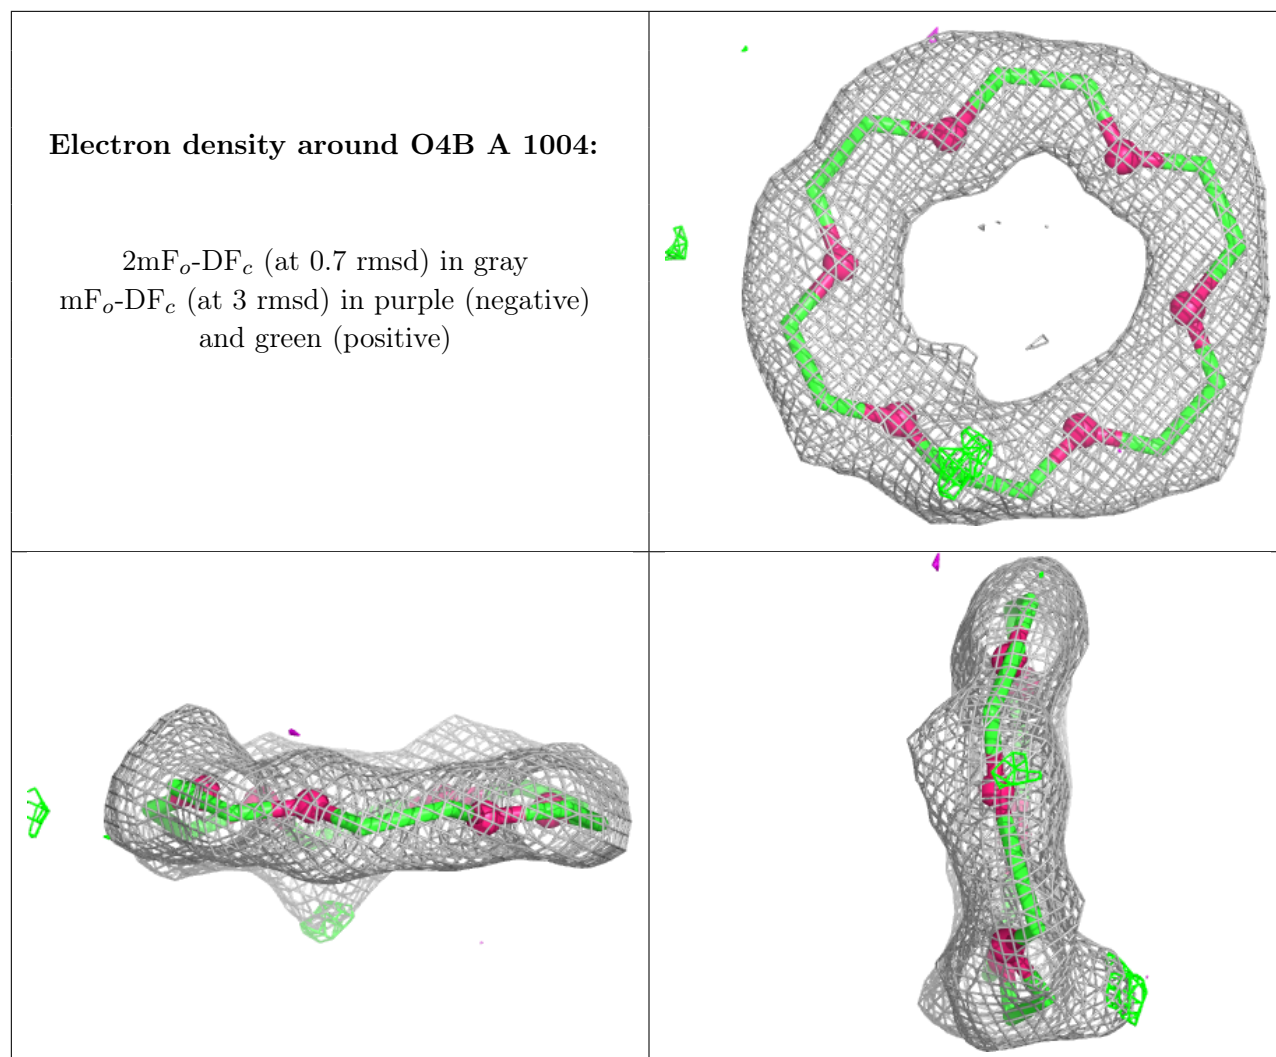 Electron density around O4B A 1004:
2mFo-DFc (at 0.7 rmsd) in gray
mFo-DFc (at 3 rmsd) in purple (negative)
and green (positive)